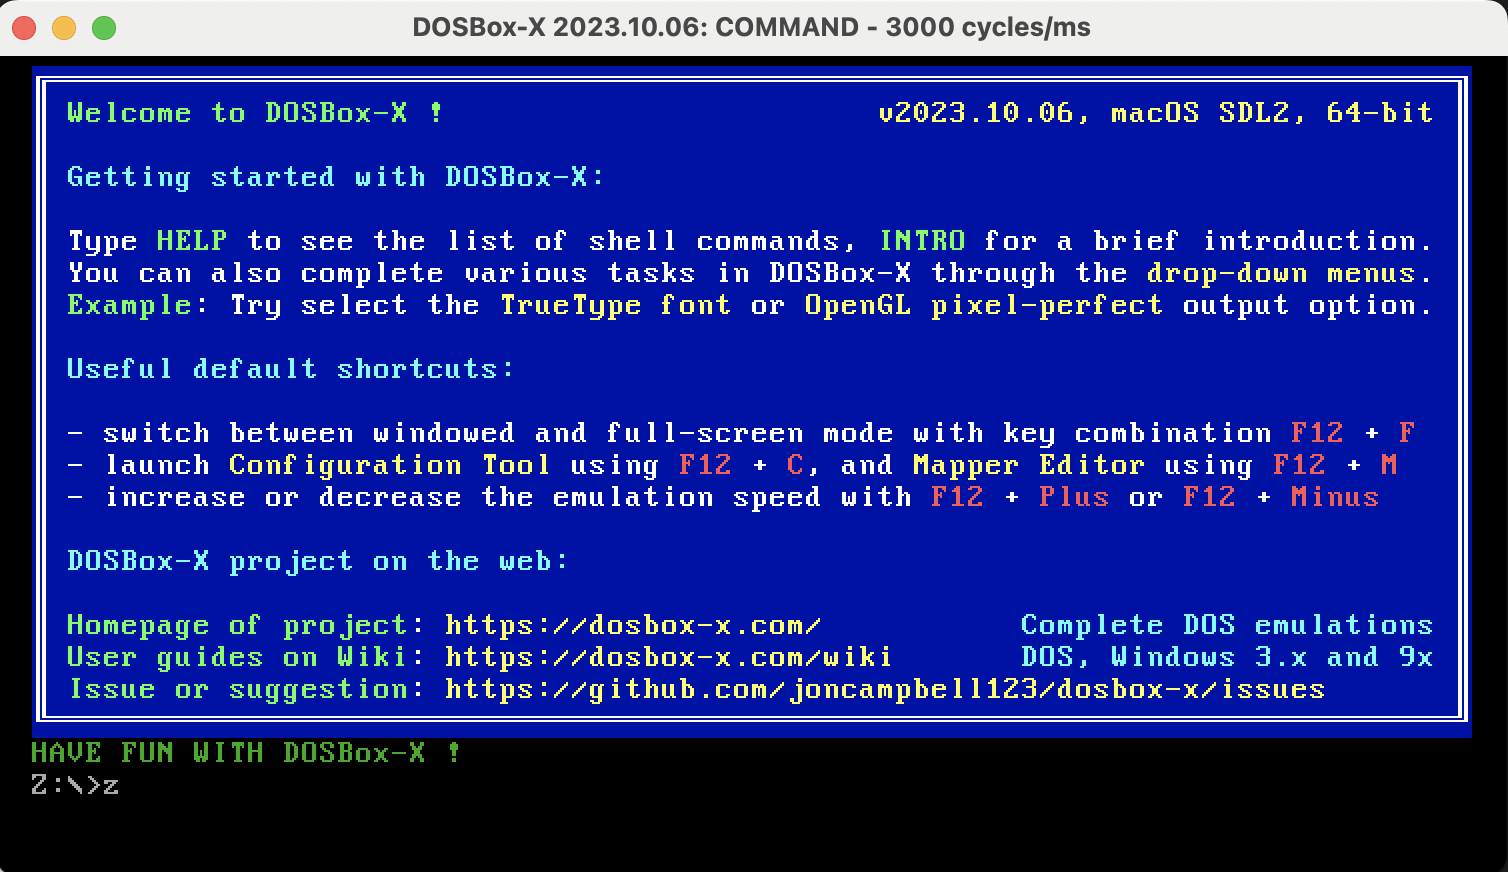 DOSBox-X 2023.10.06: COMMAND - 3000 cycles/ms
Welcome to DOSBox-X ! v2023.10.06, macOS SDL2, 64-bit
Getting started with DOSBox-X:
Type HELP to see the list of shell commands, INTRO for a brief introduction.
You can also complete various tasks in DOSBox-X through the drop-down menus.
Example: Try select the TrueType font or OpenGL pixel-perfect output option.
Useful default shortcuts:
- switch between windowed and full-screen mode with key combination F12 + F
- launch Configuration Tool using F12 + C, and Mapper Editor using F12 + M
- increase or decrease the emulation speed with F12 + Plus or F12 + Minus
DOSBox-X project on the web:
Homepage of project: https://dosbox-x.com/ Complete DOS emulations
User guides on Wiki: https://dosbox-x.com/wiki DOS, Windows 3.x and 9x
Issue or suggestion: https://github.com/joncampbell123/dosbox-x/issues
HAVE FUN WITH DOSBox-X !
Z:\>z